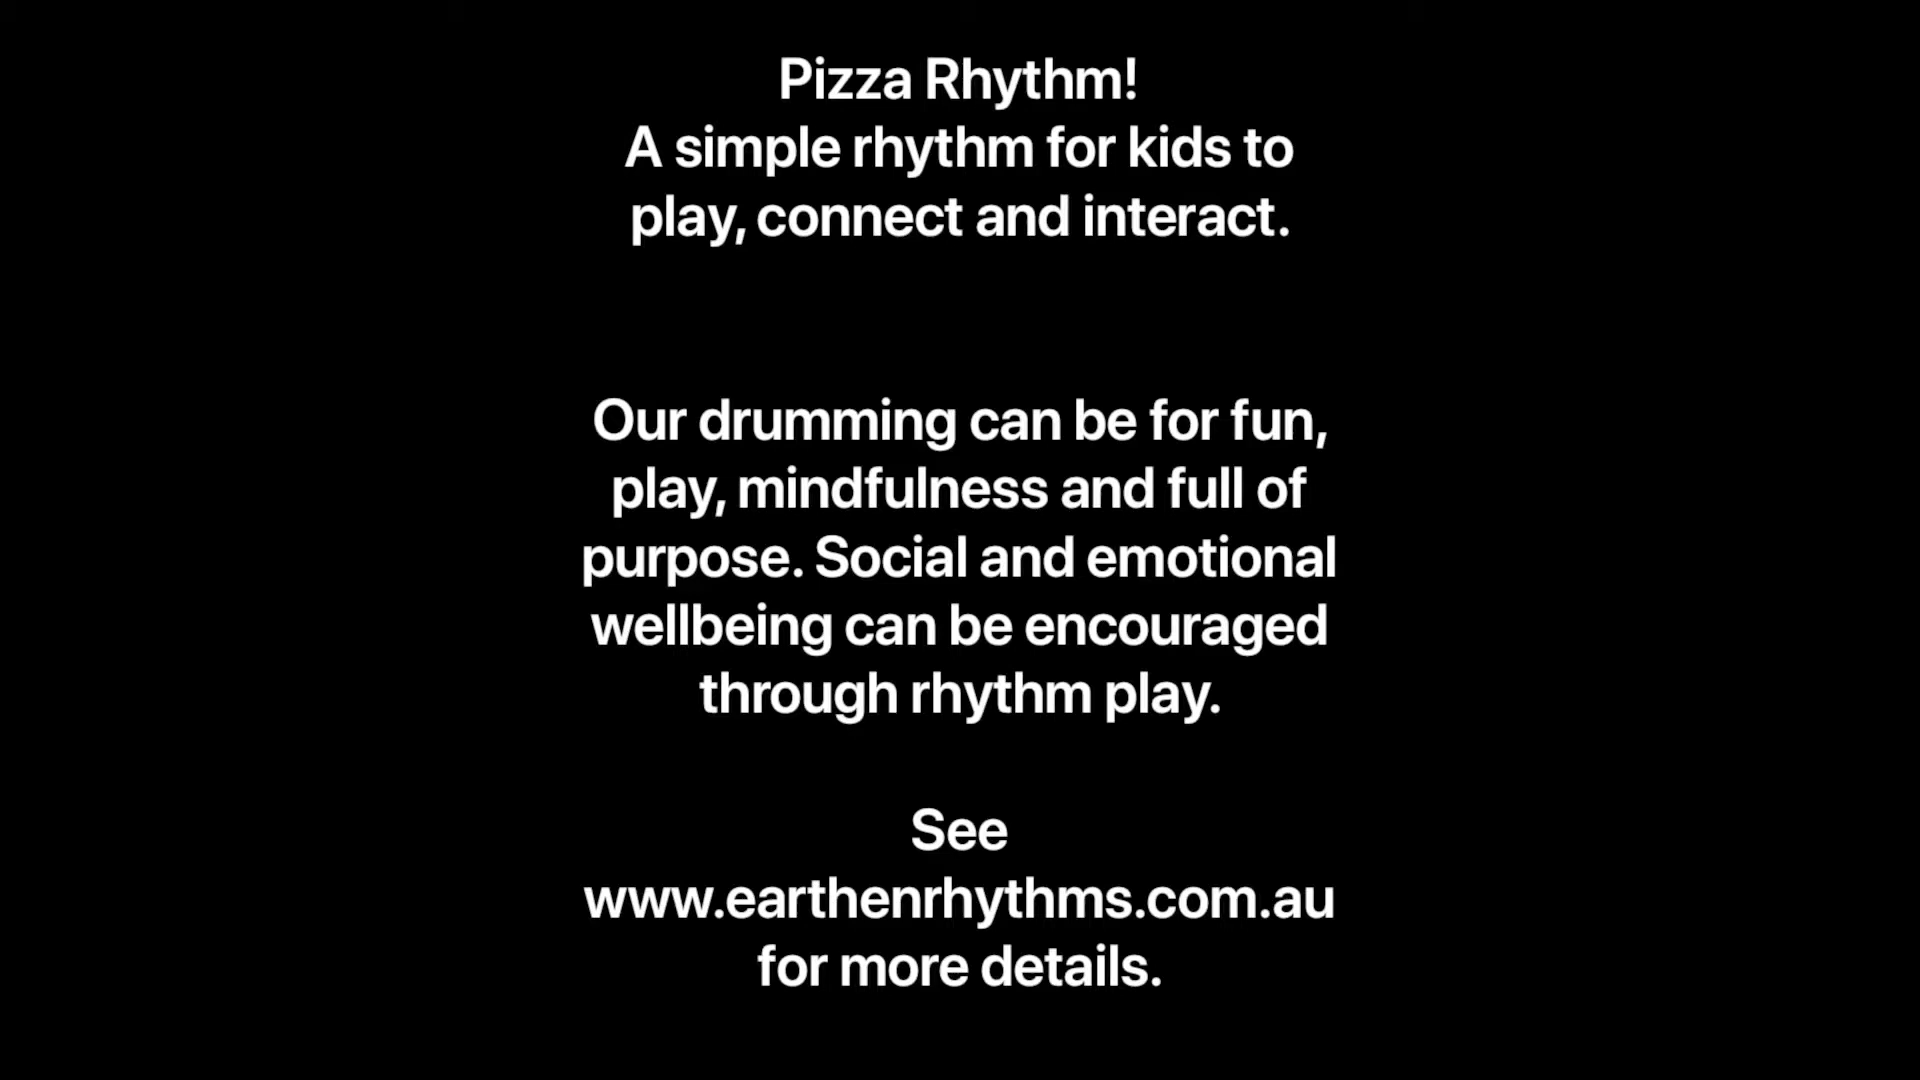 Pizza Rhythm!
A simple rhythm for kids to
play, connect and interact.
Our drumming can be for fun,
play, mindfulness and full of
purpose. Social and emotional
wellbeing can be encouraged
through rhythm play.
See
www.earthenrhythms.com.au
for more details.